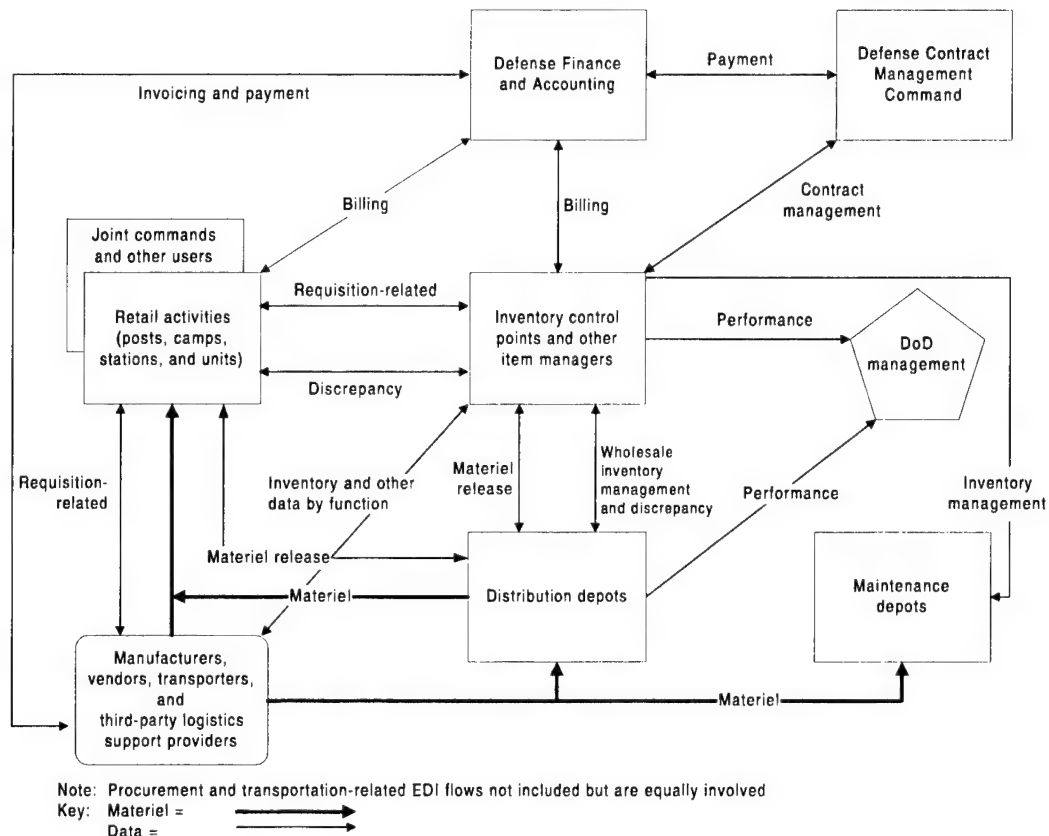 Defense Finance
and Accounting
Payment
Defense Contract
Management
Command
Invoicing and payment
Billing
Billing
Contract
management
Joint commands
and other users
Retail activities
(posts, camps,
stations, and units)
Requisition-related
Discrepancy
Inventory control
points and other
item managers
Performance
DoD
management
Requisition-
related
Inventory and other
data by function
Materiel
release
Wholesale
inventory
management
and discrepancy
Performance
Inventory
management
Materiel release
Materiel
Distribution depots
Maintenance
depots
Manufacturers,
vendors, transporters,
and
third-party logistics
support providers
Materiel
Note: Procurement and transportation-related EDI flows not included but are equally involved
Key: Materiel =
Data =